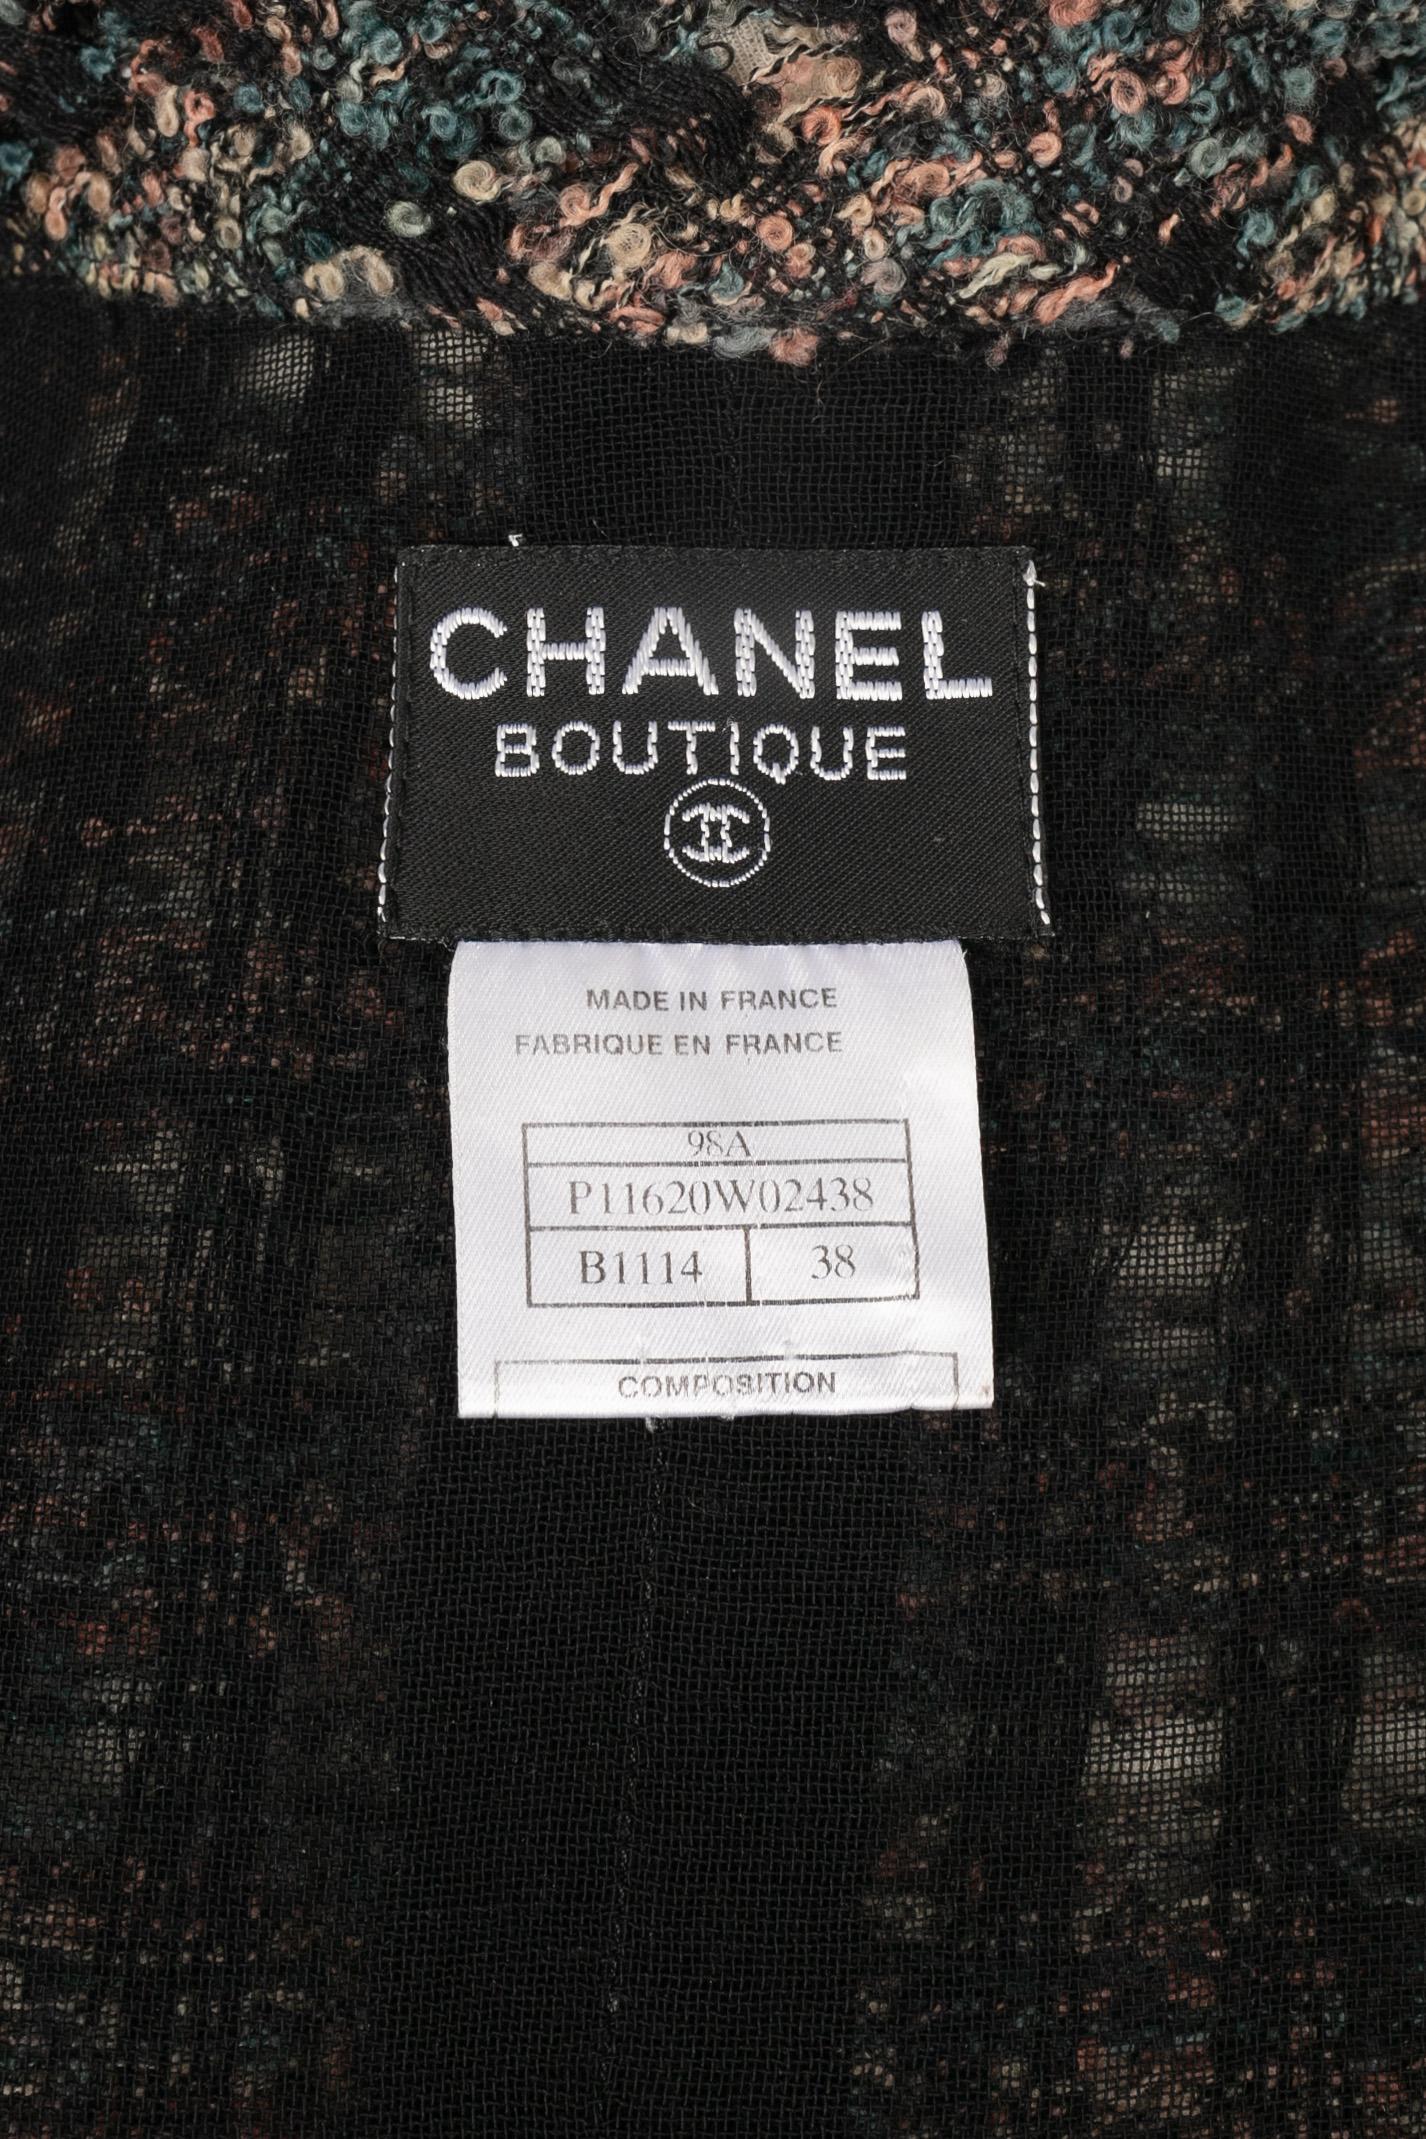 CHANEL
BOUTIQUE
MADE IN FRANCE
FABRIQUE EN FRANCE
98A
P11620W02438
B1114 38
COMPOSITION